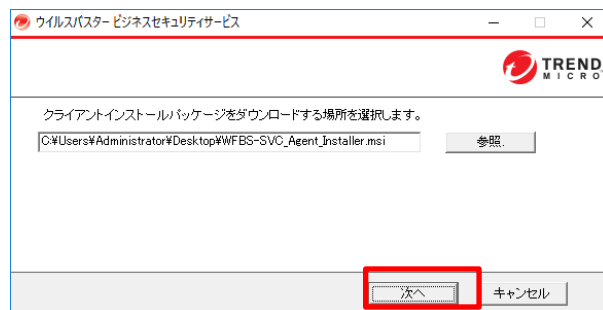 ウイルスバスター ビジネスセキュリティサービス
TREND
MICRO
クライアントインストールパッケージをダウンロードする場所を選択します。
C:¥Users¥Administrator¥Desktop¥WFBS-SVC_Agent_Installer.msi
参照.
次へ
キャンセル